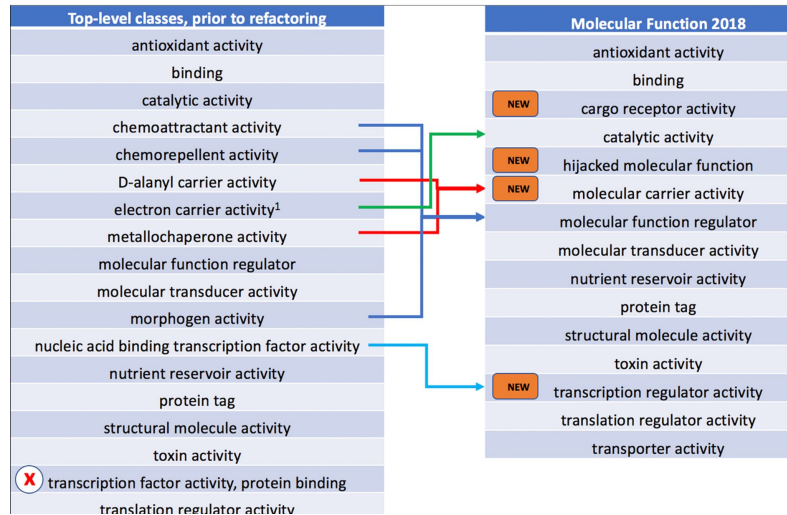 Top-level classes, prior to refactoring
antioxidant activity
binding
catalytic activity
chemoattractant activity
chemorepellent activity
D-alanyl carrier activity
electron carrier activity¹
metallochaperone activity
molecular function regulator
molecular transducer activity
morphogen activity
nucleic acid binding transcription factor activity
nutrient reservoir activity
protein tag
structural molecule activity
toxin activity
X transcription factor activity, protein binding
translation regulator activity
Molecular Function 2018
antioxidant activity
binding
NEW cargo receptor activity
catalytic activity
NEW hijacked molecular function
NEW molecular carrier activity
molecular function regulator
molecular transducer activity
nutrient reservoir activity
protein tag
structural molecule activity
toxin activity
NEW transcription regulator activity
translation regulator activity
transporter activity